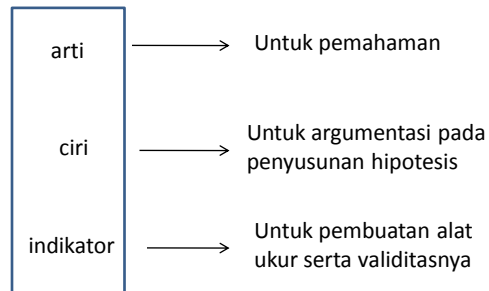 arti
Untuk pemahaman
ciri
Untuk argumentasi pada
penyusunan hipotesis
indikator
Untuk pembuatan alat
ukur serta validitasnya